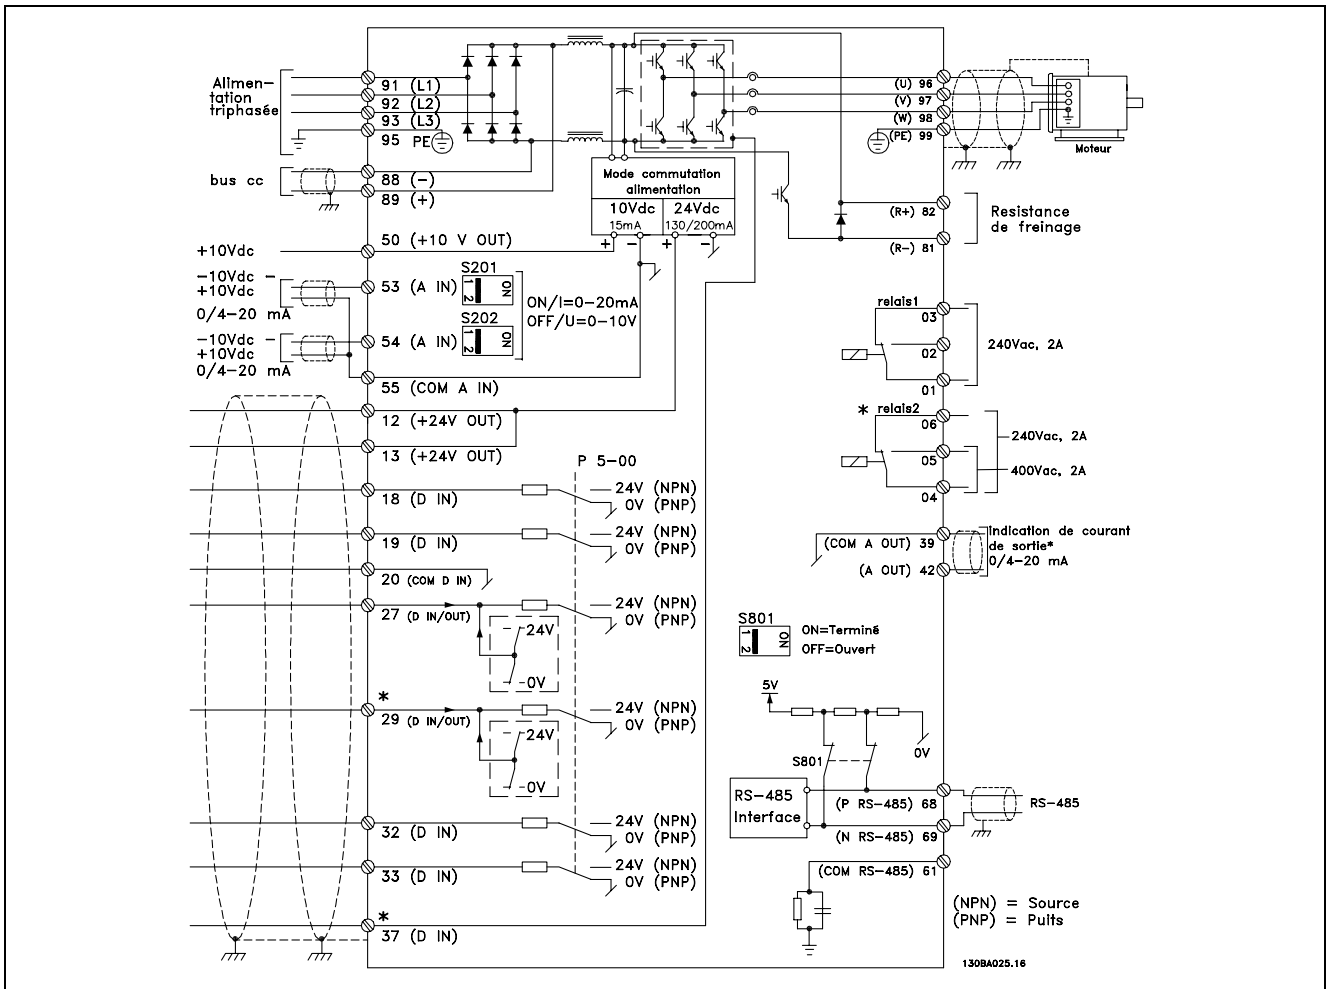 Alimen-
tation
triphasée
91 (L1)
92 (L2)
93 (L3)
95 PE
bus cc
88 (-)
89 (+)
+10Vdc
50 (+10 V OUT)
-10Vdc -
+10Vdc
0/4-20 mA
53 (A IN)
S201
1 2
ON
ON/I=0-20mA
OFF/U=0-10V
S202
1 2
ON
-10Vdc -
+10Vdc
0/4-20 mA
54 (A IN)
55 (COM A IN)
12 (+24V OUT)
13 (+24V OUT)
P 5-00
18 (D IN)
24V (NPN)
0V (PNP)
19 (D IN)
24V (NPN)
0V (PNP)
20 (COM D IN)
27 (D IN/OUT)
24V (NPN)
0V (PNP)
24V
0V
*
29 (D IN/OUT)
24V (NPN)
0V (PNP)
24V
0V
32 (D IN)
24V (NPN)
0V (PNP)
33 (D IN)
24V (NPN)
0V (PNP)
*
37 (D IN)
Mode commutation
alimentation
10Vdc
15mA
24Vdc
130/200mA
+ - + -
(U) 96
(V) 97
(W) 98
(PE) 99
Moteur
(R+) 82
(R-) 81
Resistance
de freinage
relais1
03
02
01
240Vac, 2A
* relais2
06
05
04
240Vac, 2A
400Vac, 2A
(COM A OUT) 39
(A OUT) 42
Indication de courant
de sortie*
0/4-20 mA
S801
1 2
ON
ON=Terminé
OFF=Ouvert
5V
0V
S801
RS-485
Interface
(P RS-485) 68
(N RS-485) 69
RS-485
(COM RS-485) 61
(NPN) = Source
(PNP) = Puits
130BA025.16